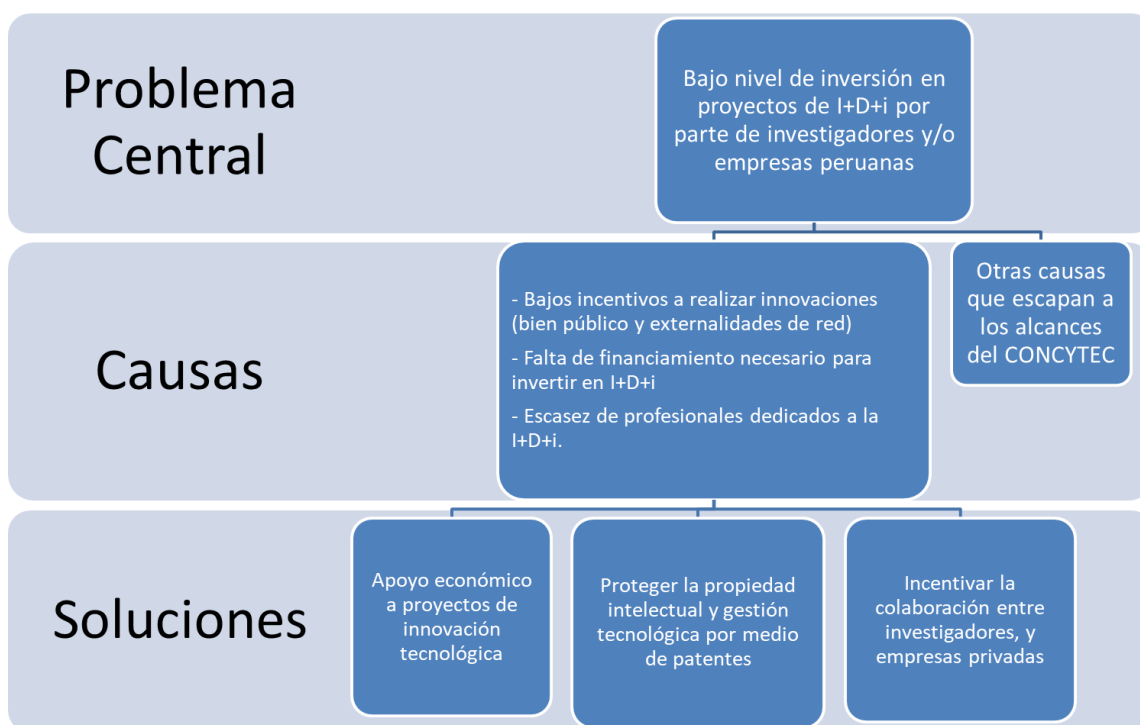 Problema
Central
Bajo nivel de inversión en
proyectos de I+D+i por
parte de investigadores y/o
empresas peruanas
Causas
- Bajos incentivos a realizar innovaciones
(bien público y externalidades de red)
- Falta de financiamiento necesario para
invertir en I+D+i
- Escasez de profesionales dedicados a la
I+D+i.
Otras causas
que escapan a
los alcances
del CONCYTEC
Soluciones
Apoyo económico
a proyectos de
innovación
tecnológica
Proteger la propiedad
intelectual y gestión
tecnológica por medio
de patentes
Incentivar la
colaboración entre
investigadores, y
empresas privadas